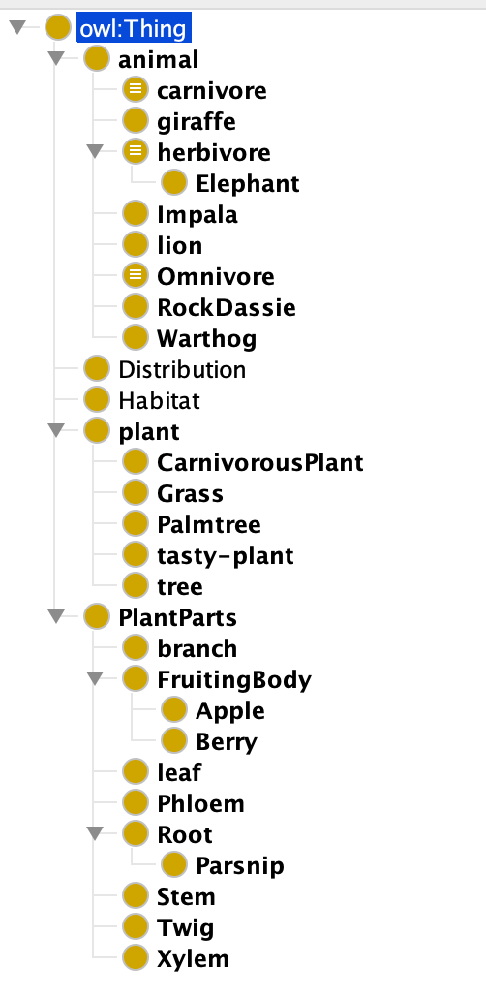 owl:Thing
animal
carnivore
giraffe
herbivore
Elephant
Impala
lion
Omnivore
RockDassie
Warthog
Distribution
Habitat
plant
CarnivorousPlant
Grass
Palmtree
tasty-plant
tree
PlantParts
branch
FruitingBody
Apple
Berry
leaf
Phloem
Root
Parsnip
Stem
Twig
Xylem